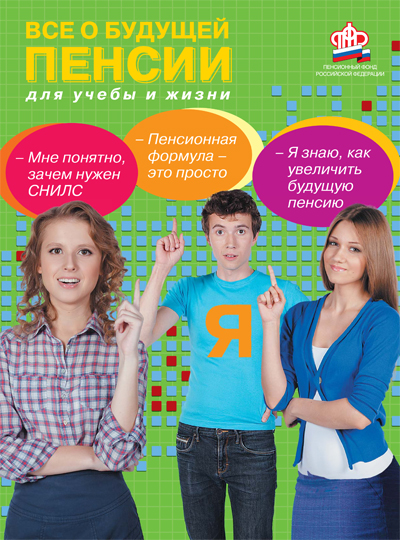 ВСЕ О БУДУЩЕЙ
ПЕНСИИ
для учебы и жизни
ПЕНСИОННЫЙ ФОНД
РОССИЙСКОЙ ФЕДЕРАЦИИ
– Мне понятно,
зачем нужен
СНИЛС
– Пенсионная
формула –
это просто
– Я знаю, как
увеличить
будущую
пенсию
Я